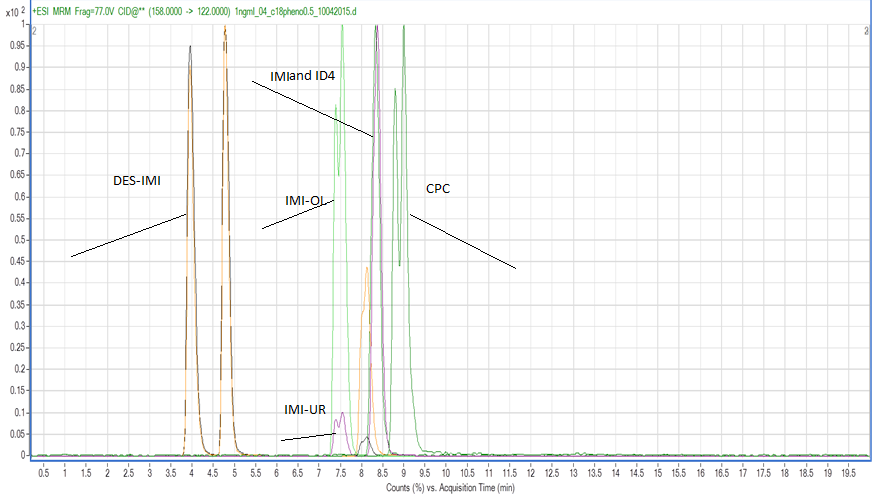 +ESI MRM Frag=77.0V CID@** (158.0000 -> 122.0000) 1ngml_04_c18pheno0.5_10042015.d
x10 2
1
0.95
0.9
0.85
0.8
0.75
0.7
0.65
0.6
0.55
0.5
0.45
0.4
0.35
0.3
0.25
0.2
0.15
0.1
0.05
0
2
2
IMIand ID4
DES-IMI
IMI-OL
CPC
IMI-UR
0.5 1 1.5 2 2.5 3 3.5 4 4.5 5 5.5 6 6.5 7 7.5 8 8.5 9 9.5 10 10.5 11 11.5 12 12.5 13 13.5 14 14.5 15 15.5 16 16.5 17 17.5 18 18.5 19 19.5
Counts (%) vs. Acquisition Time (min)